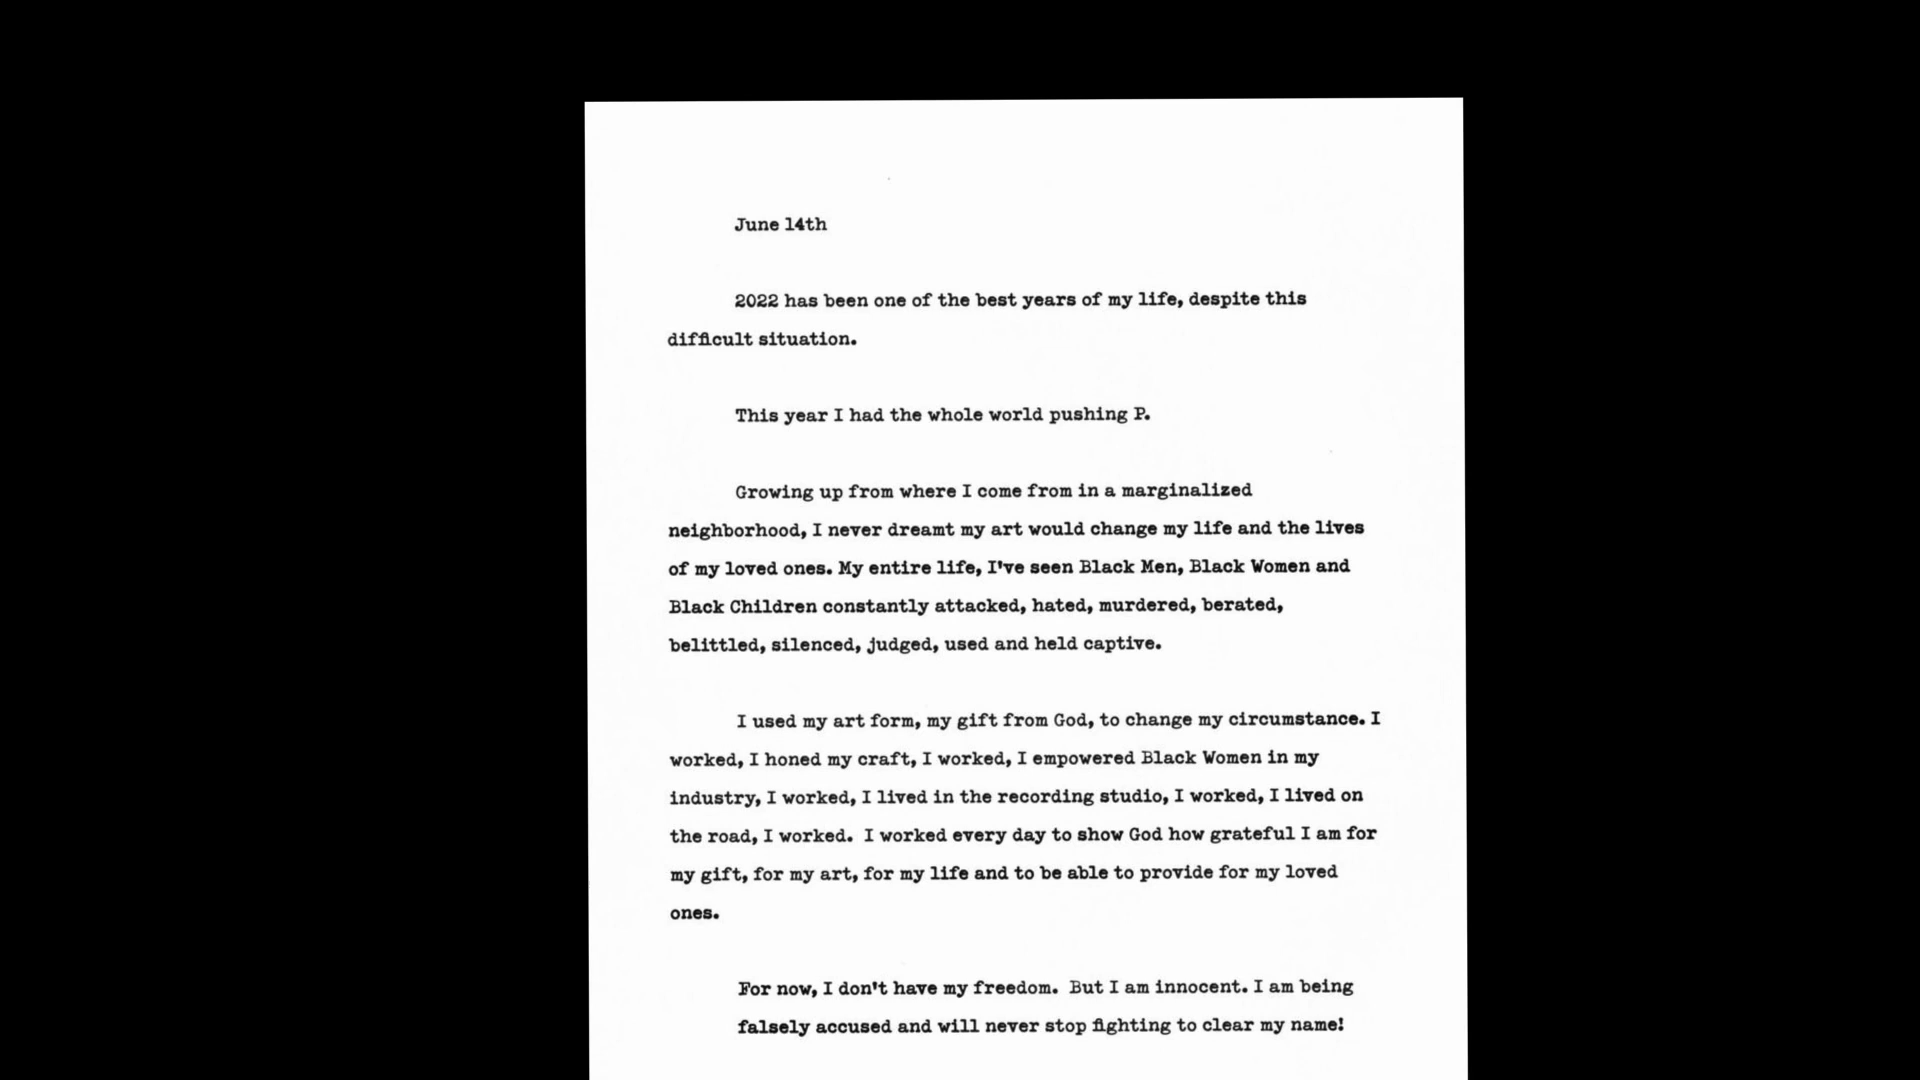 June 14th
2022 has been one of the best years of my life, despite this
difficult situation.
This year I had the whole world pushing P.
Growing up from where I come from in a marginalized
neighborhood, I never dreamt my art would change my life and the lives
of my loved ones. My entire life, I've seen Black Men, Black Women and
Black Children constantly attacked, hated, murdered, berated,
belittled, silenced, judged, used and held captive.
I used my art form, my gift from God, to change my circumstance. I
worked, I honed my craft, I worked, I empowered Black Women in my
industry, I worked, I lived in the recording studio, I worked, I lived on
the road, I worked.  I worked every day to show God how grateful I am for
my gift, for my art, for my life and to be able to provide for my loved
ones.
For now, I don't have my freedom.  But I am innocent. I am being
falsely accused and will never stop fighting to clear my name!